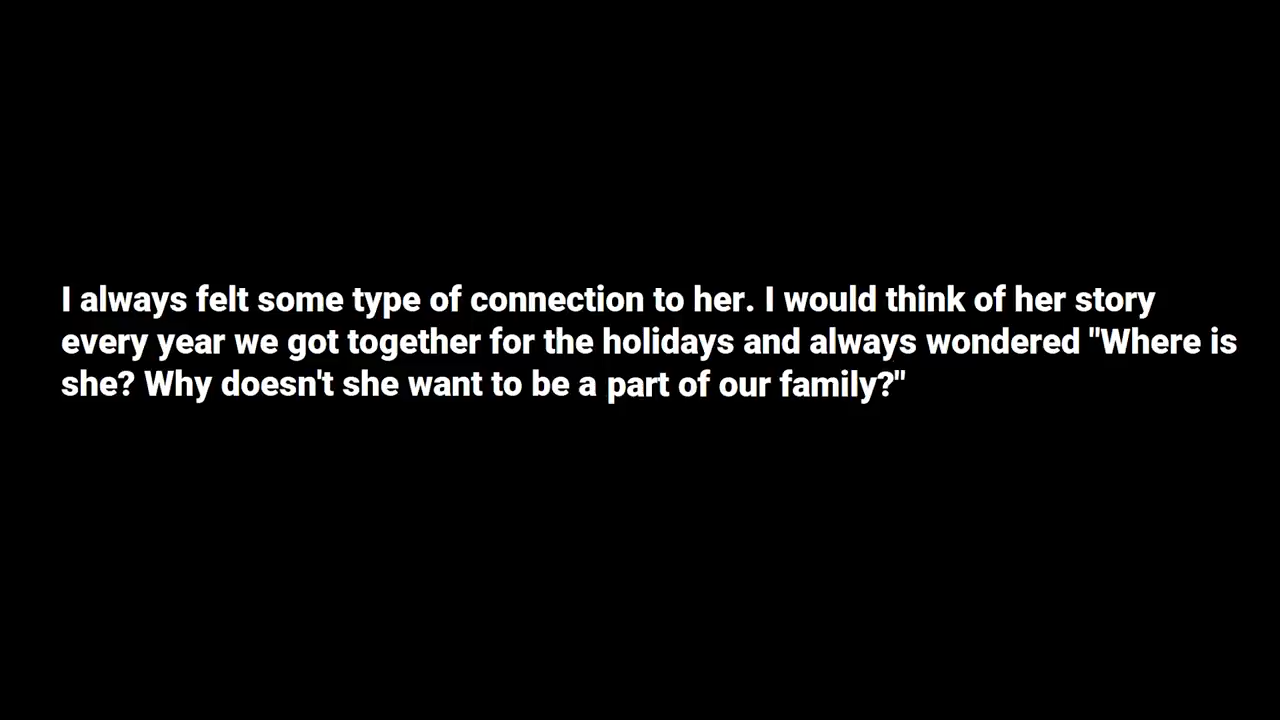 I always felt some type of connection to her. I would think of her story
every year we got together for the holidays and always wondered "Where is
she? Why doesn't she want to be a part of our family?"